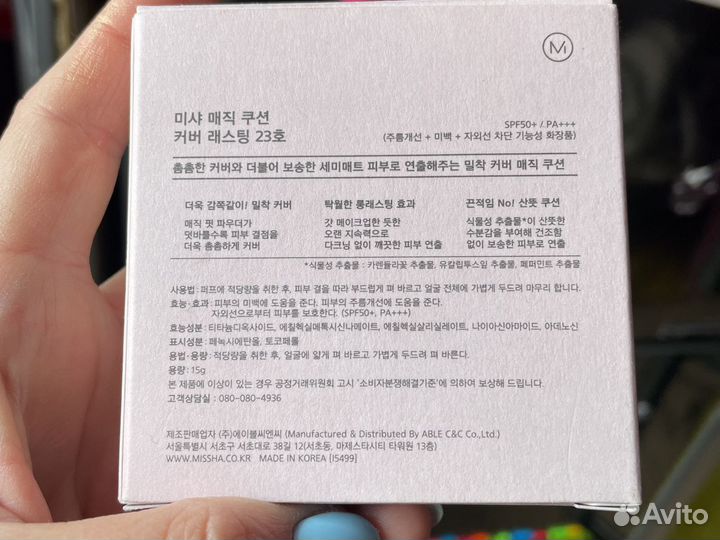 M
미샤 매직 쿠션
커버 래스팅 23호
SPF50+ / PA+++
(주름개선 + 미백 + 자외선 차단 기능성 화장품)
촘촘한 커버와 더불어 보송한 세미매트 피부로 연출해주는 밀착 커버 매직 쿠션
더욱 감쪽같이! 밀착 커버
매직 핏 파우더가
덧바를수록 피부 결점을
더욱 촘촘하게 커버
탁월한 롱래스팅 효과
갓 메이크업한 듯한
오랜 지속력으로
다크닝 없이 깨끗한 피부 연출
끈적임 No! 산뜻 쿠션
식물성 추출물*이 산뜻한
수분감을 부여해 건조함
없이 보송한 피부로 연출
*식물성 추출물 : 카렌듈라꽃 추출물, 유칼립투스잎 추출물, 페퍼민트 추출물
사용법: 퍼프에 적당량을 취한 후, 피부 결을 따라 부드럽게 펴 바르고 얼굴 전체에 가볍게 두드려 마무리 합니다.
효능·효과 : 피부의 미백에 도움을 준다. 피부의 주름개선에 도움을 준다.
자외선으로부터 피부를 보호한다. (SPF50+, PA+++)
효능성분 : 티타늄디옥사이드, 에칠헥실메톡시신나메이트, 에칠헥실살리실레이트, 나이아신아마이드, 아데노신
표시성분 : 페녹시에탄올, 토코페롤
용법·용량 : 적당량을 취한 후, 얼굴에 얇게 펴 바르고 가볍게 두드려 펴 바른다.
용량 : 15g
본 제품에 이상이 있는 경우 공정거래위원회 고시 '소비자분쟁해결기준'에 의하여 보상해 드립니다.
고객상담실 : 080-080-4936
제조판매업자 (주)에이블씨엔씨 (Manufactured & Distributed By ABLE C&C Co.,Ltd.)
서울특별시 서초구 서초대로 38길 12 (서초동, 마제스타시티 타워원 13층)
WWW.MISSHA.CO.KR MADE IN KOREA [I5499]
Avito